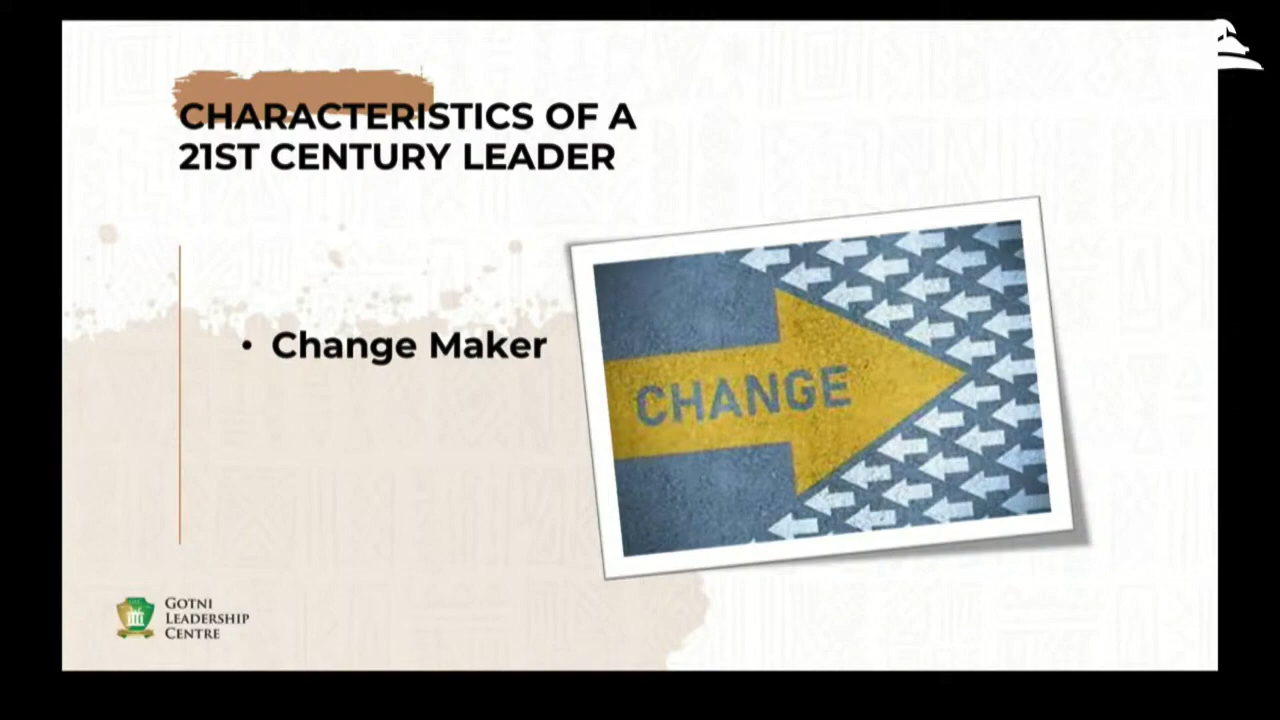 CHARACTERISTICS OF A
21ST CENTURY LEADER
• Change Maker
CHANGE
GOTNI
LEADERSHIP
CENTRE